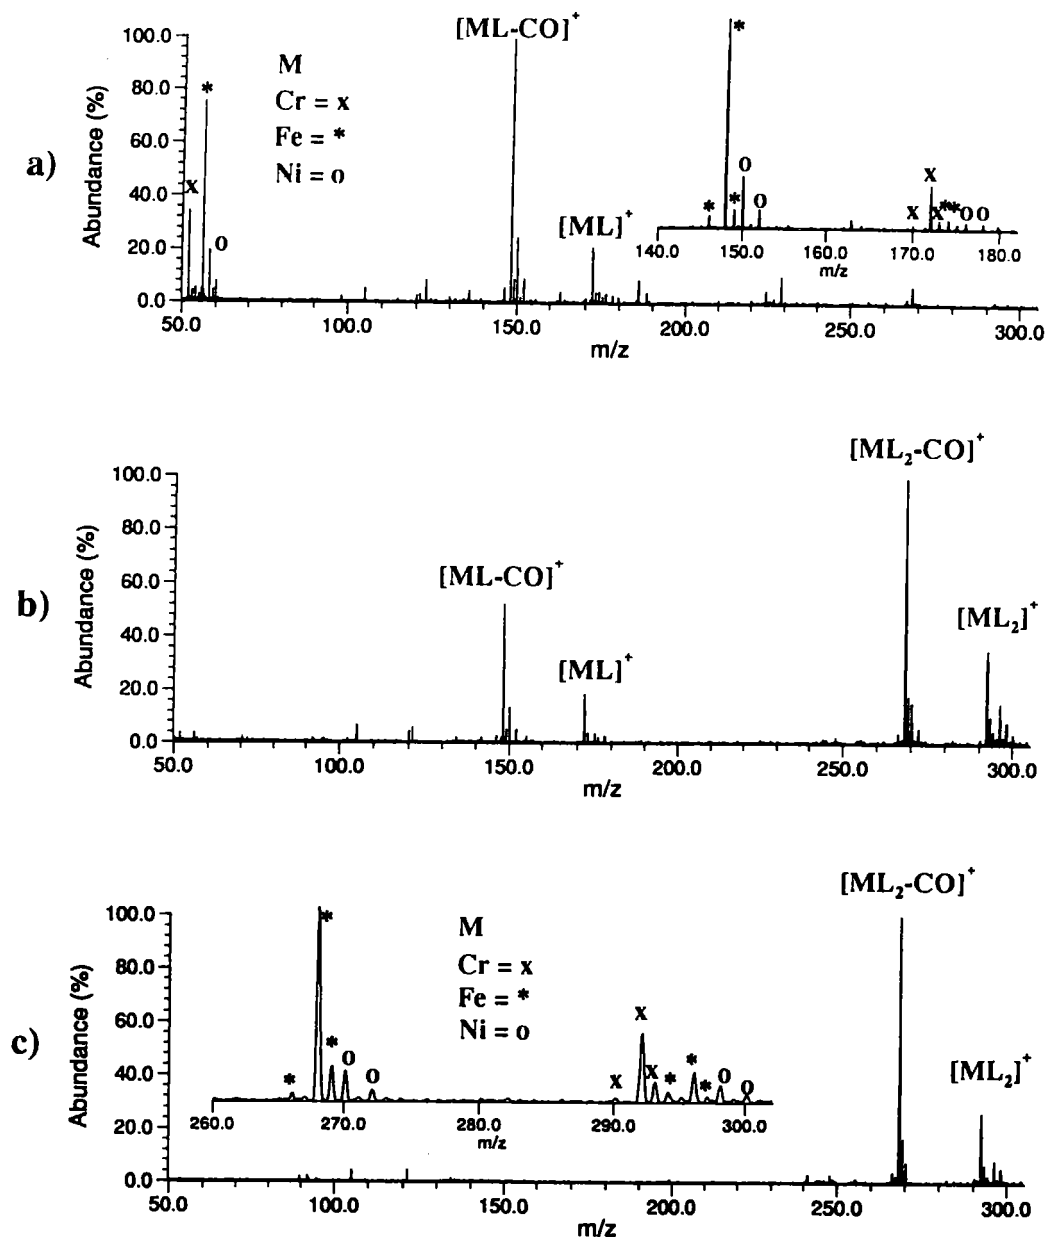 a)
[ML-CO]⁺
M
Cr = x
Fe = *
Ni = o
[ML]⁺
Abundance (%)
100.0
80.0
60.0
40.0
20.0
0.0
x
*
o
*
*
*
o
o
x
x
x
*
*
o
o
140.0 150.0 160.0 170.0 180.0
m/z
50.0 100.0 150.0 200.0 250.0 300.0
m/z
b)
[ML₂-CO]⁺
[ML-CO]⁺
[ML₂]⁺
[ML]⁺
Abundance (%)
100.0
80.0
60.0
40.0
20.0
0.0
50.0 100.0 150.0 200.0 250.0 300.0
m/z
c)
[ML₂-CO]⁺
M
Cr = x
Fe = *
Ni = o
[ML₂]⁺
Abundance (%)
100.0
80.0
60.0
40.0
20.0
0.0
*
*
*
o
o
x
x
x
*
*
*
o
o
260.0 270.0 280.0 290.0 300.0
m/z
50.0 100.0 150.0 200.0 250.0 300.0
m/z